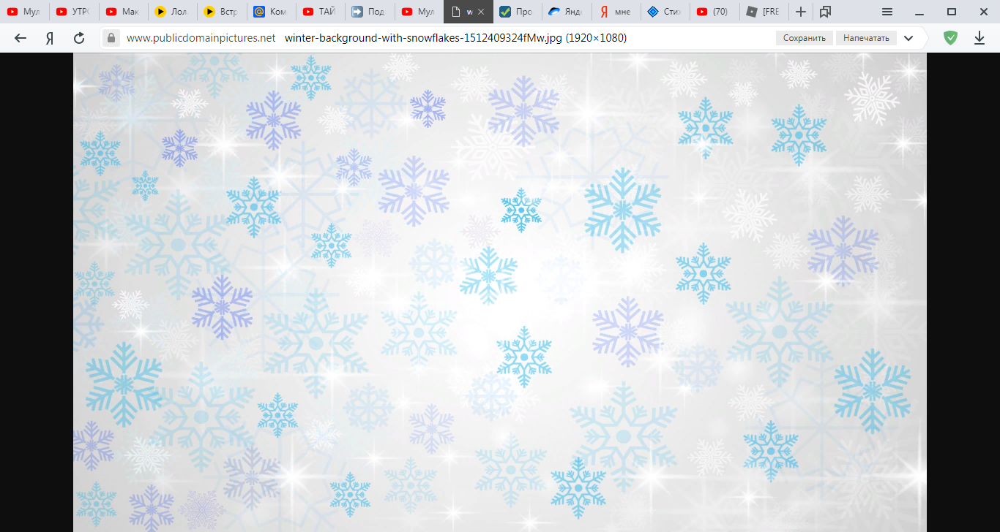 Мул УТРО Мак Лол. Встр Ком ТАЙ Под Мул w Про Янд мне Стих (70) [FRE
www.publicdomainpictures.net winter-background-with-snowflakes-1512409324fMw.jpg (1920×1080) Сохранить Напечатать